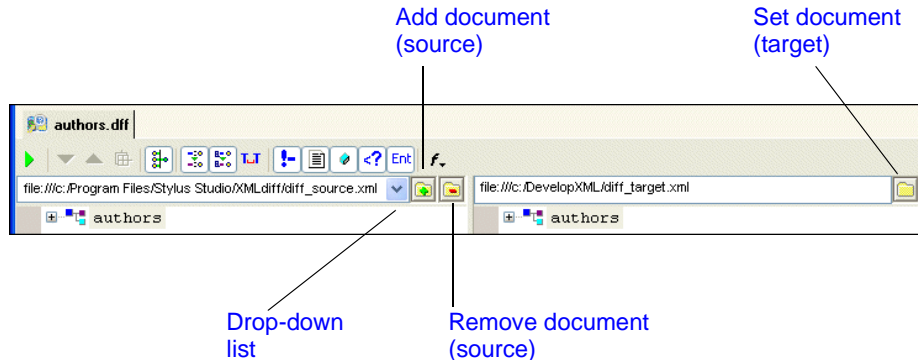 Add document
(source)
Set document
(target)
authors.dff
!- <? Ent f
file:///c:/Program Files/Stylus Studio/XMLdiff/diff_source.xml
file:///c:/DevelopXML/diff_target.xml
authors
authors
Drop-down
list
Remove document
(source)